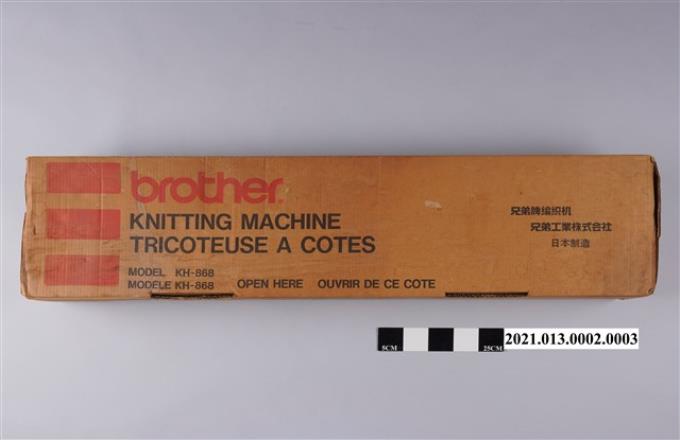 brother
KNITTING MACHINE
TRICOTEUSE A COTES
MODEL KH-868
MODÈLE KH-868 OPEN HERE OUVRIR DE CE COTE
兄弟牌编织机
兄弟工業株式会社
日本制造
5CM 25CM
2021.013.0002.0003